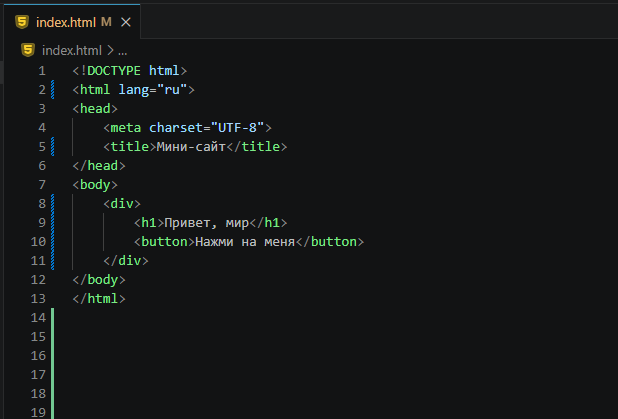 index.html M
index.html > ...
1 <!DOCTYPE html>
2 <html lang="ru">
3 <head>
4     <meta charset="UTF-8">
5     <title>Мини-сайт</title>
6 </head>
7 <body>
8     <div>
9         <h1>Привет, мир</h1>
10         <button>Нажми на меня</button>
11     </div>
12 </body>
13 </html>
14
15
16
17
18
19